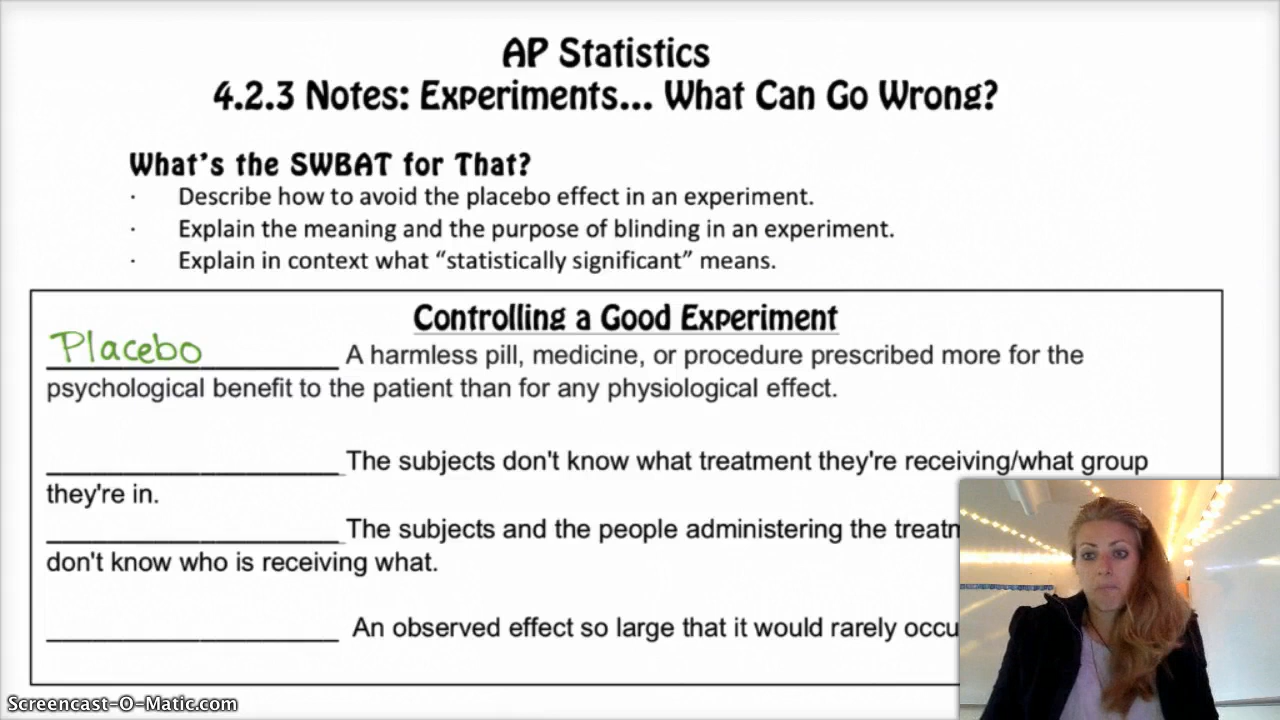 AP Statistics
4.2.3 Notes: Experiments... What Can Go Wrong?
What's the SWBAT for That?
· Describe how to avoid the placebo effect in an experiment.
· Explain the meaning and the purpose of blinding in an experiment.
· Explain in context what “statistically significant” means.
Controlling a Good Experiment
Placebo A harmless pill, medicine, or procedure prescribed more for the
psychological benefit to the patient than for any physiological effect.
____________________ The subjects don't know what treatment they're receiving/what group
they're in.
____________________ The subjects and the people administering the
don't know who is receiving what.
____________________ An observed effect so large that it would rarely
Screencast-O-Matic.com